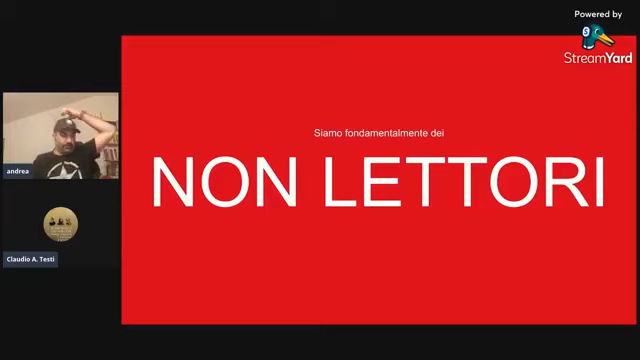 Powered by
StreamYard
Siamo fondamentalmente dei
NON LETTORI
andrea
Claudio A. Testi